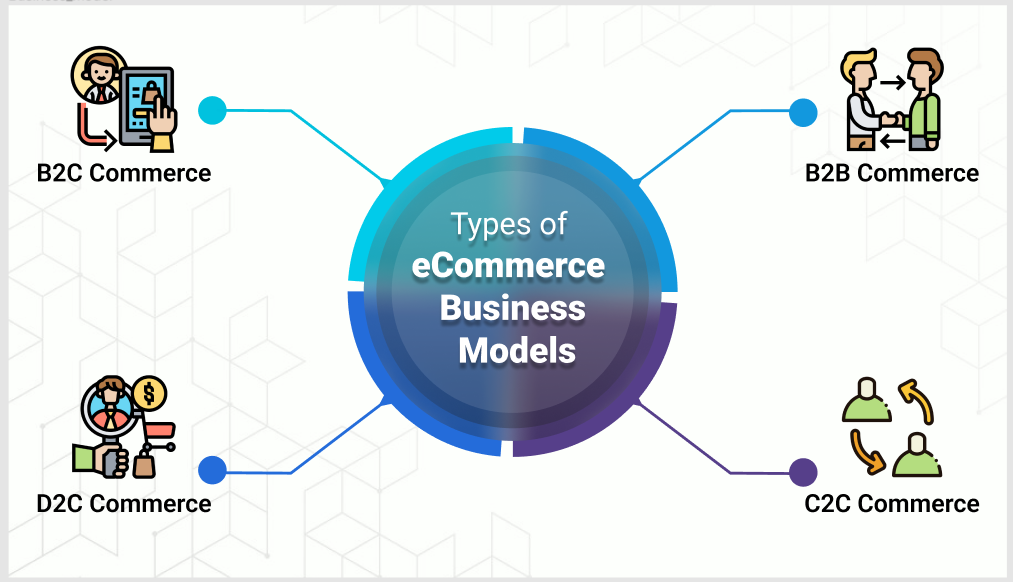 B2C Commerce
B2B Commerce
Types of
eCommerce
Business
Models
$
D2C Commerce
C2C Commerce